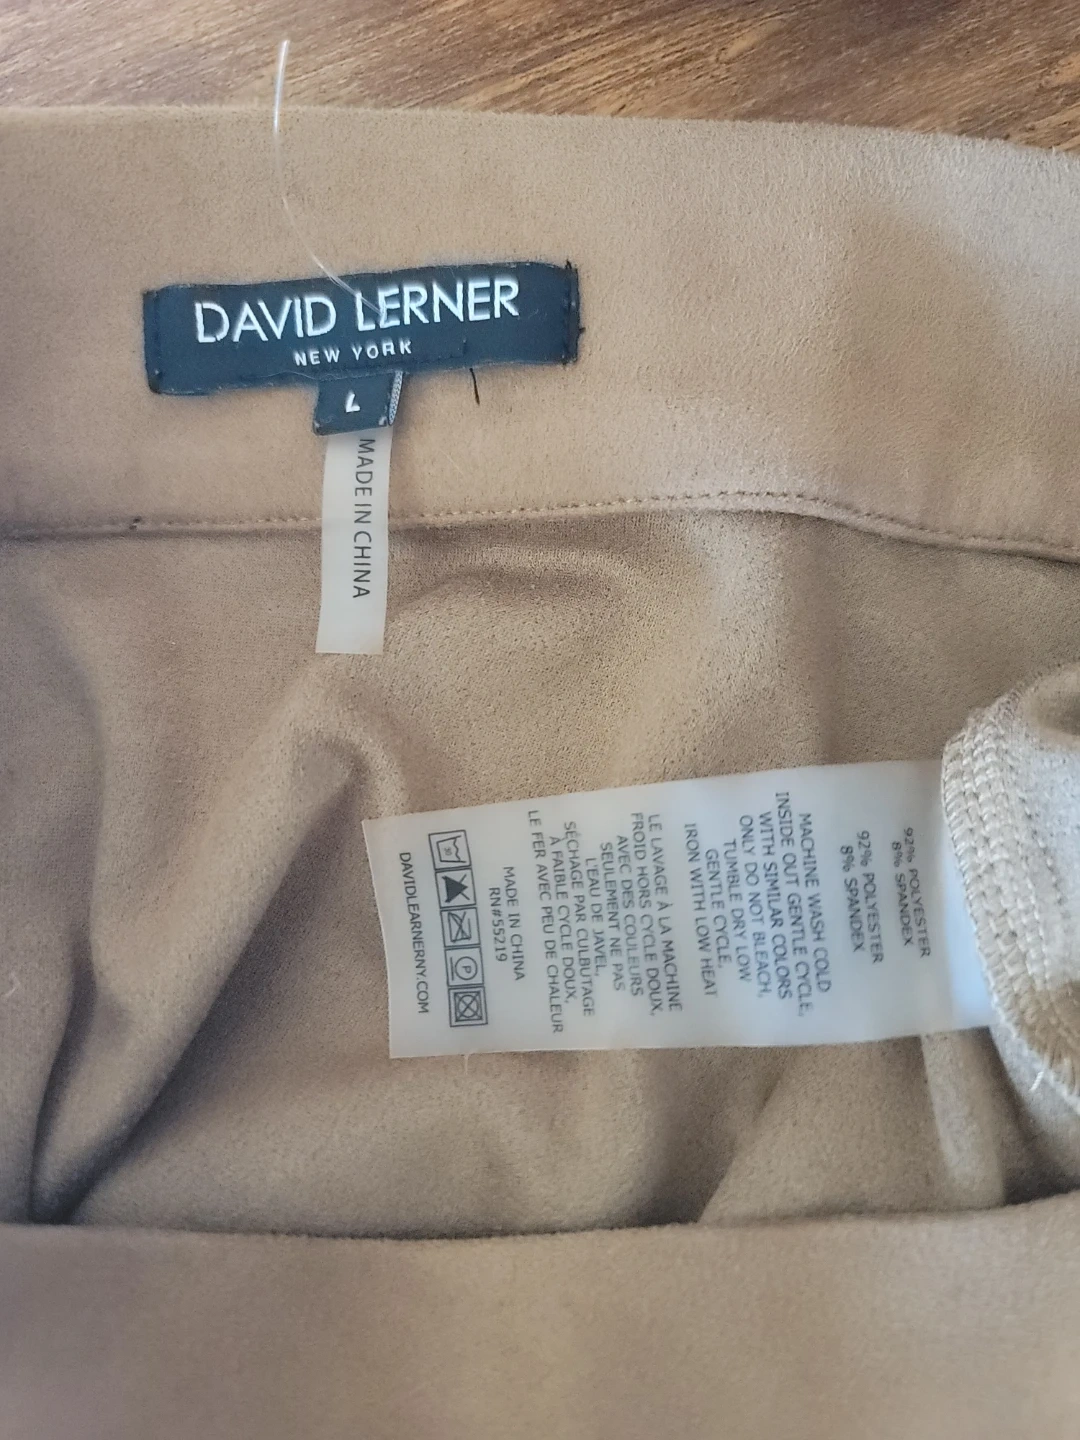 DAVID LERNER
NEW YORK
L
MADE IN CHINA
92% POLYESTER
8% SPANDEX
92% POLYESTER
8% SPANDEX
MACHINE WASH COLD
INSIDE OUT GENTLE CYCLE,
WITH SIMILAR COLORS
ONLY DO NOT BLEACH,
TUMBLE DRY LOW
GENTLE CYCLE,
IRON WITH LOW HEAT
LE LAVAGE À LA MACHINE
FROID HORS CYCLE DOUX,
AVEC DES COULEURS
SEULEMENT NE PAS
L'EAU DE JAVEL,
SÉCHAGE PAR CULBUTAGE
À FAIBLE CYCLE DOUX,
LE FER AVEC PEU DE CHALEUR
MADE IN CHINA
RN#55219
P
DAVIDLEARNERNY.COM